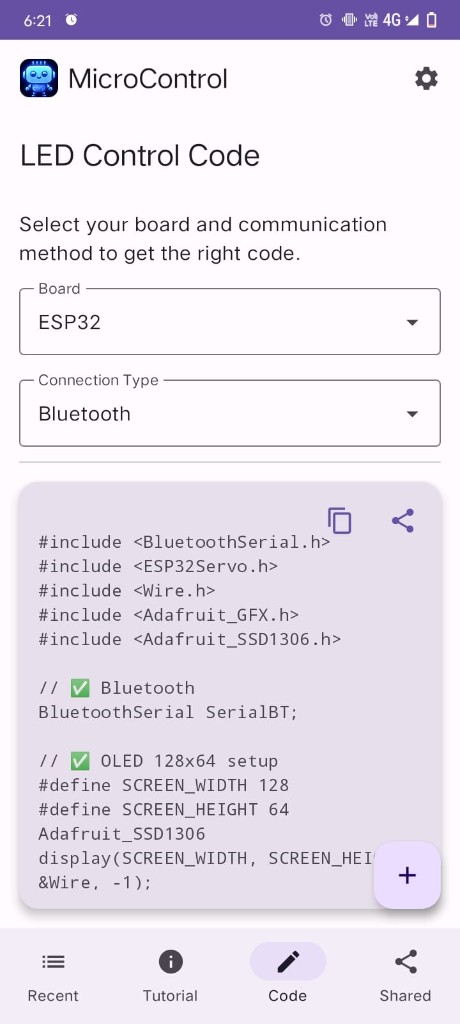 6:21
Vo))
LTE 4G
MicroControl
LED Control Code
Select your board and communication
method to get the right code.
Board
ESP32
Connection Type
Bluetooth
#include <BluetoothSerial.h>
#include <ESP32Servo.h>
#include <Wire.h>
#include <Adafruit_GFX.h>
#include <Adafruit_SSD1306.h>
// ✅ Bluetooth
BluetoothSerial SerialBT;
// ✅ OLED 128x64 setup
#define SCREEN_WIDTH 128
#define SCREEN_HEIGHT 64
Adafruit_SSD1306
display(SCREEN_WIDTH, SCREEN_HEI
&Wire, -1);
+
Recent
Tutorial
Code
Shared